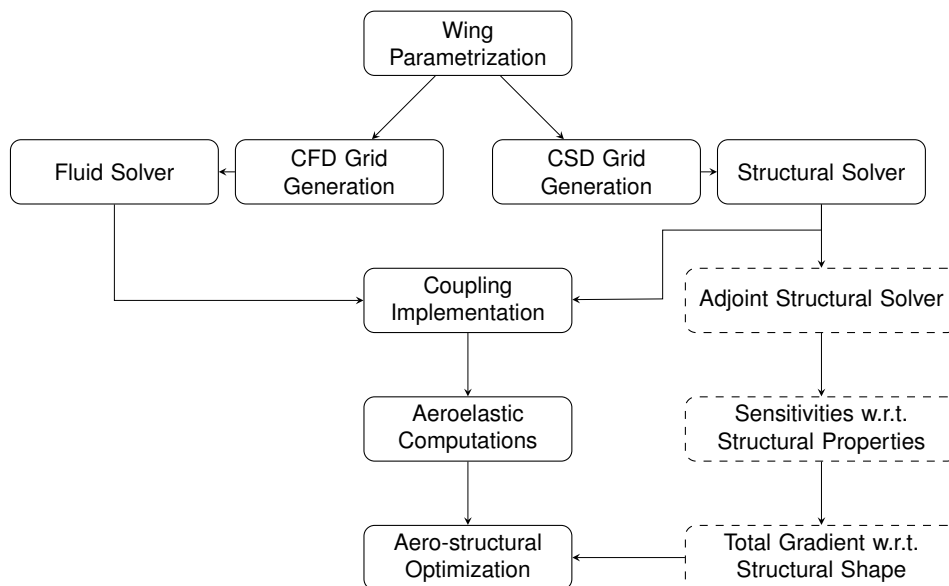 Wing
Parametrization
Fluid Solver
CFD Grid
Generation
CSD Grid
Generation
Structural Solver
Coupling
Implementation
Adjoint Structural Solver
Aeroelastic
Computations
Sensitivities w.r.t.
Structural Properties
Aero-structural
Optimization
Total Gradient w.r.t.
Structural Shape